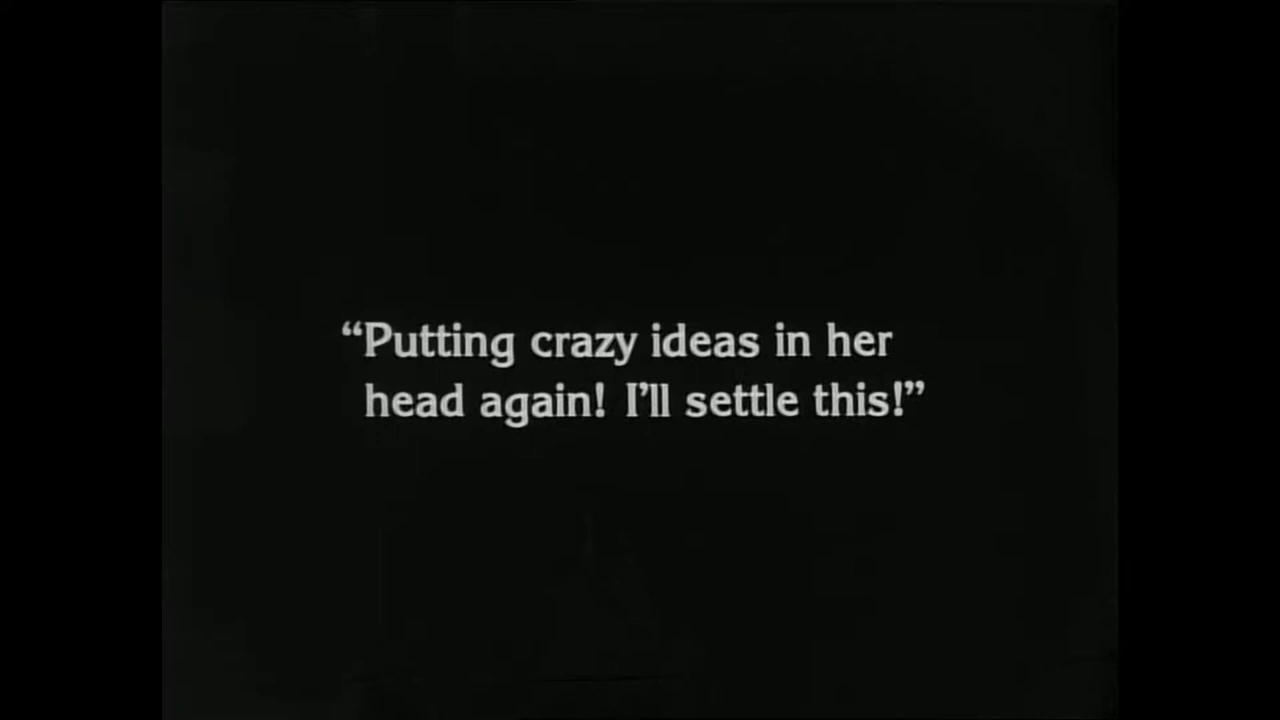 “Putting crazy ideas in her
head again! I’ll settle this!”